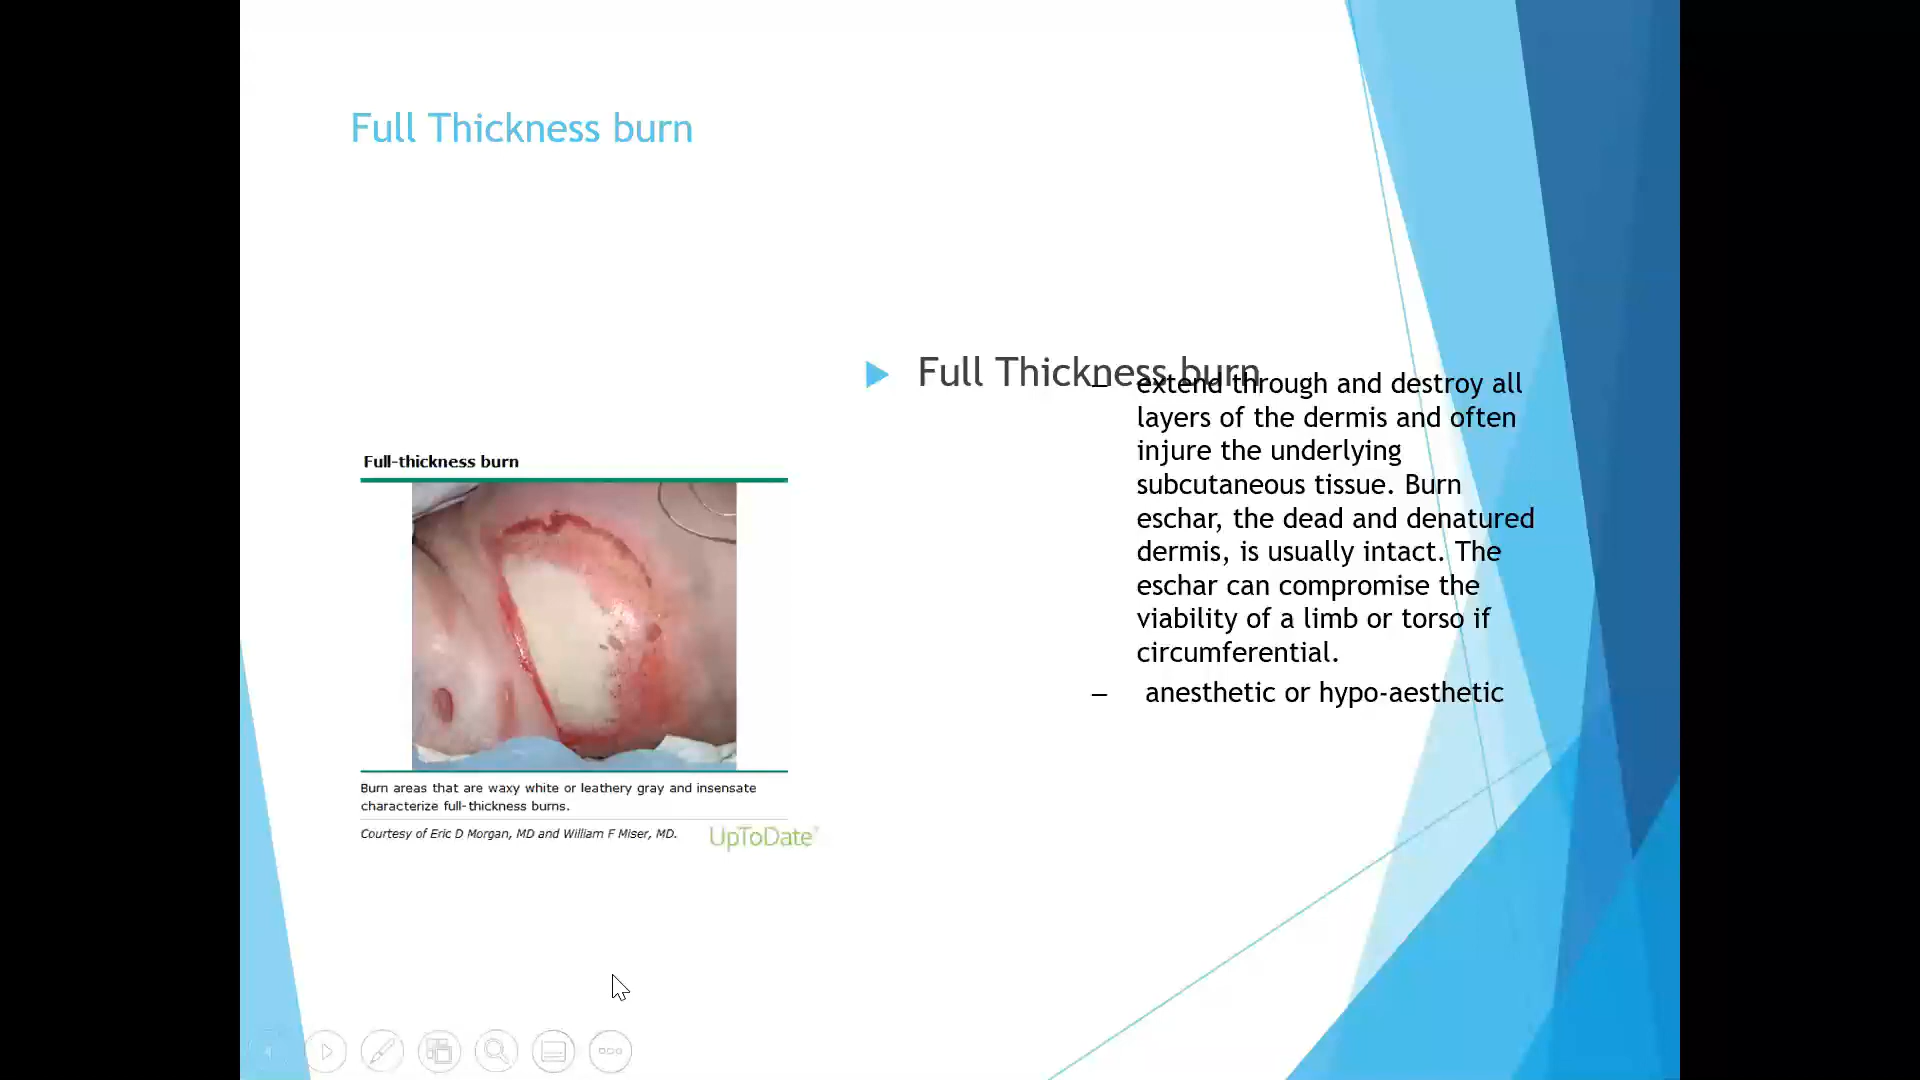 Full Thickness burn
Full Thickness burn
– extend through and destroy all
layers of the dermis and often
injure the underlying
subcutaneous tissue. Burn
eschar, the dead and denatured
dermis, is usually intact. The
eschar can compromise the
viability of a limb or torso if
circumferential.
– anesthetic or hypo-aesthetic
Full-thickness burn
Burn areas that are waxy white or leathery gray and insensate
characterize full-thickness burns.
Courtesy of Eric D Morgan, MD and William F Miser, MD.
UpToDate®